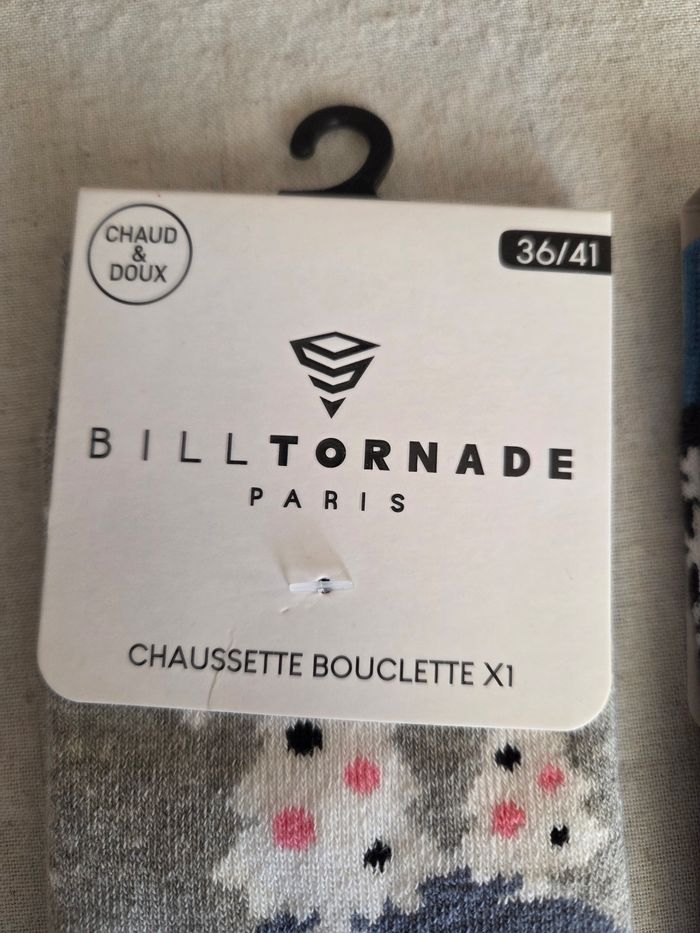 CHAUD
&
DOUX
36/41
BILLTORNADE
PARIS
CHAUSSETTE BOUCLETTE X1